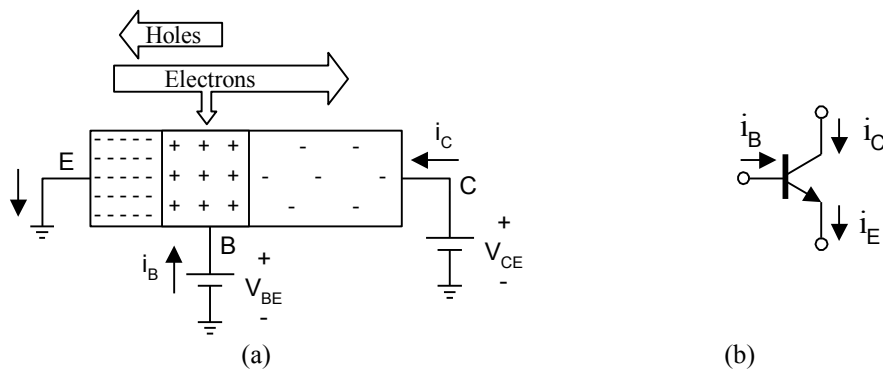 Holes
Electrons
- - - - -
+ + +
- -
i_C
E
- - - - -
+ + +
- - -
C
- - - - -
+ + +
- -
B
i_B
+
V_BE
-
+
V_CE
-
(a)
i_B
i_C
i_E
(b)